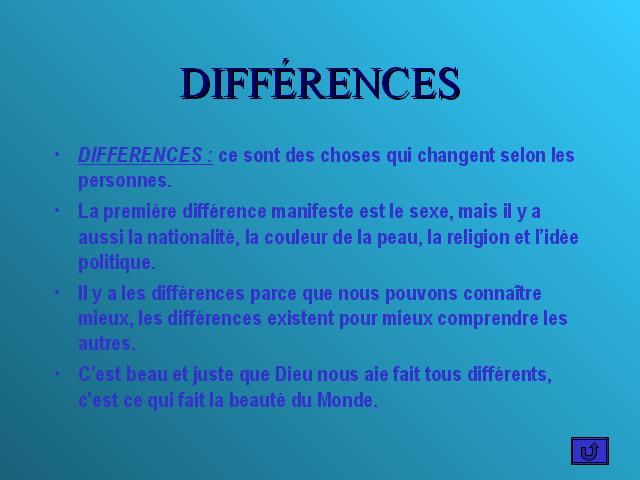 DIFFÉRENCES
• DIFFERENCES : ce sont des choses qui changent selon les
personnes.
• La première différence manifeste est le sexe, mais il y a
aussi la nationalité, la couleur de la peau, la religion et l'idée
politique.
• Il y a les différences parce que nous pouvons connaître
mieux, les différences existent pour mieux comprendre les
autres.
• C'est beau et juste que Dieu nous aie fait tous différents,
c'est ce qui fait la beauté du Monde.